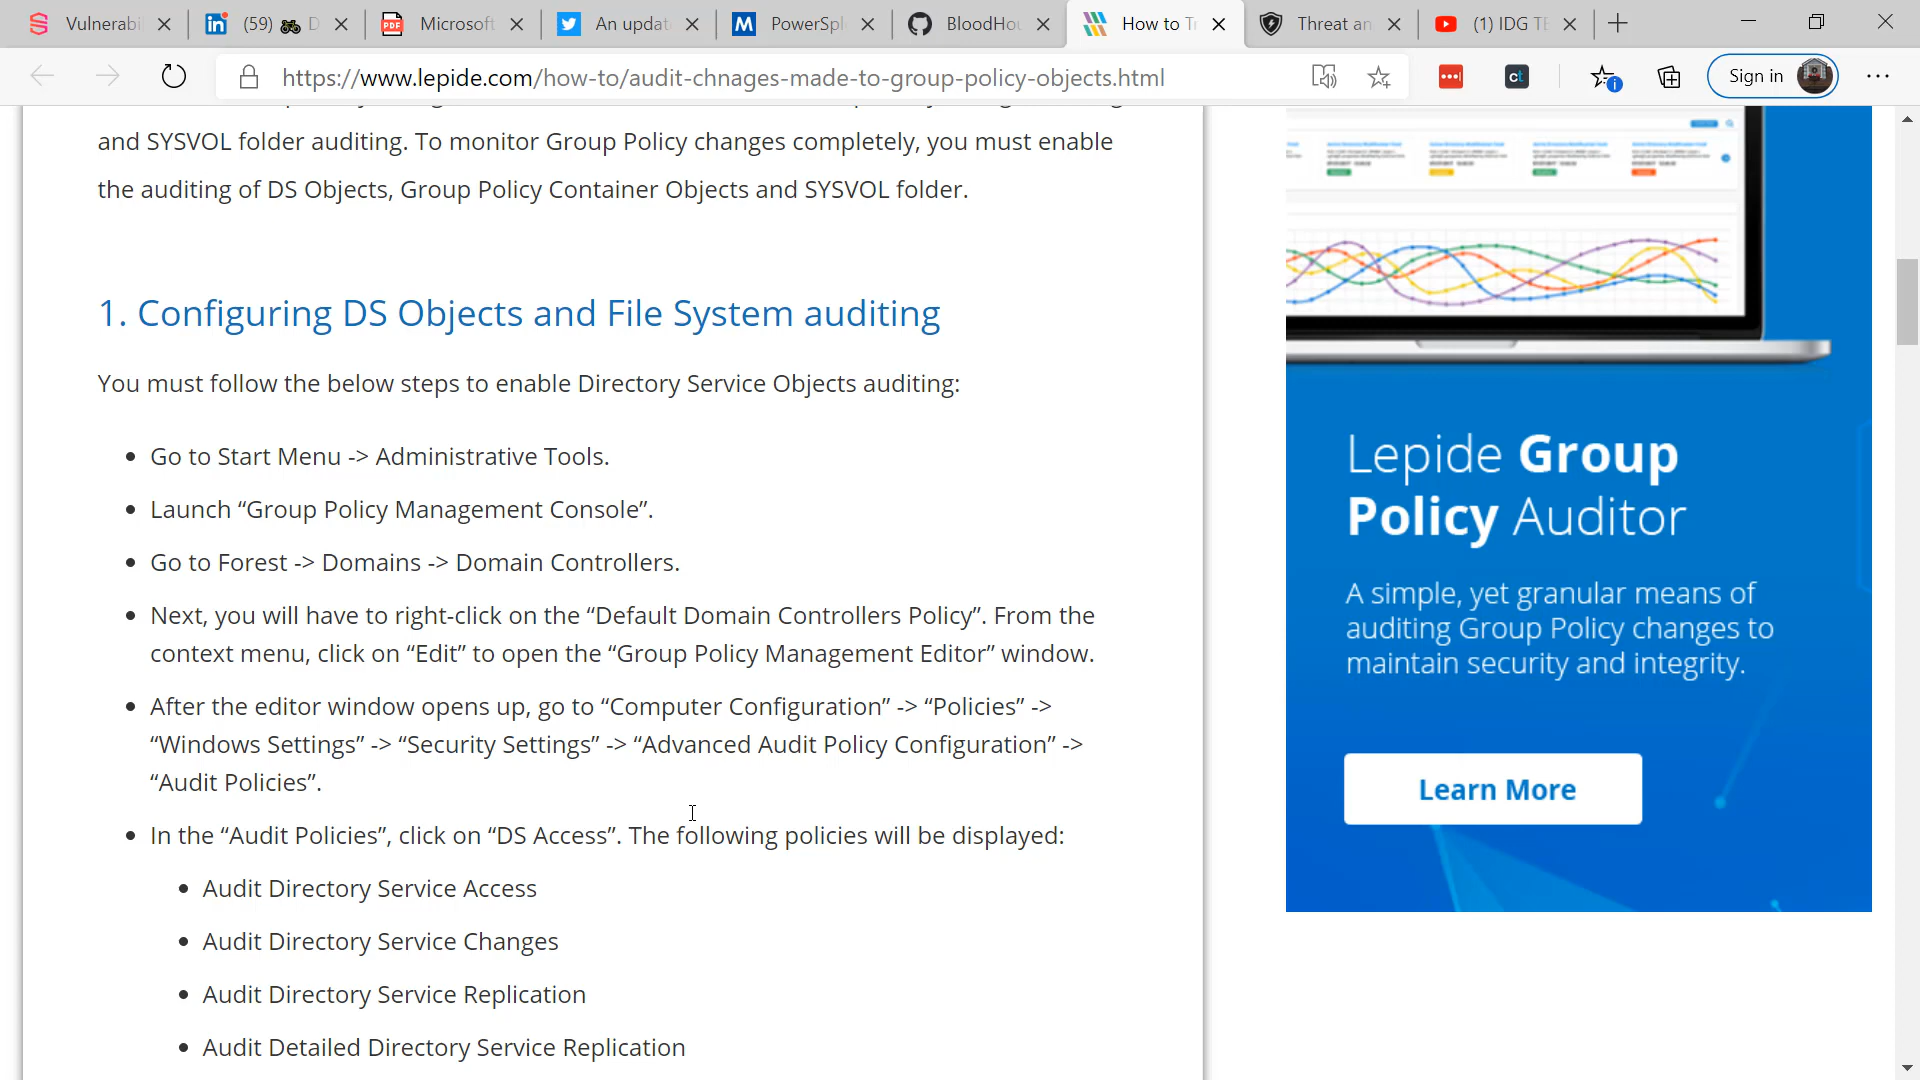 Vulnerabi
(59) D
Microsoft
An updat
PowerSpl
BloodHou
How to Tr
Threat an
(1) IDG TE
https://www.lepide.com/how-to/audit-chnages-made-to-group-policy-objects.html
ct
Sign in
and SYSVOL folder auditing. To monitor Group Policy changes completely, you must enable
the auditing of DS Objects, Group Policy Container Objects and SYSVOL folder.
1. Configuring DS Objects and File System auditing
You must follow the below steps to enable Directory Service Objects auditing:
Go to Start Menu -> Administrative Tools.
Launch “Group Policy Management Console”.
Go to Forest -> Domains -> Domain Controllers.
Next, you will have to right-click on the “Default Domain Controllers Policy”. From the
context menu, click on “Edit” to open the “Group Policy Management Editor” window.
After the editor window opens up, go to “Computer Configuration” -> “Policies” ->
“Windows Settings” -> “Security Settings” -> “Advanced Audit Policy Configuration” ->
“Audit Policies”.
In the “Audit Policies”, click on “DS Access”. The following policies will be displayed:
Audit Directory Service Access
Audit Directory Service Changes
Audit Directory Service Replication
Audit Detailed Directory Service Replication
Lepide Group
Policy Auditor
A simple, yet granular means of
auditing Group Policy changes to
maintain security and integrity.
Learn More